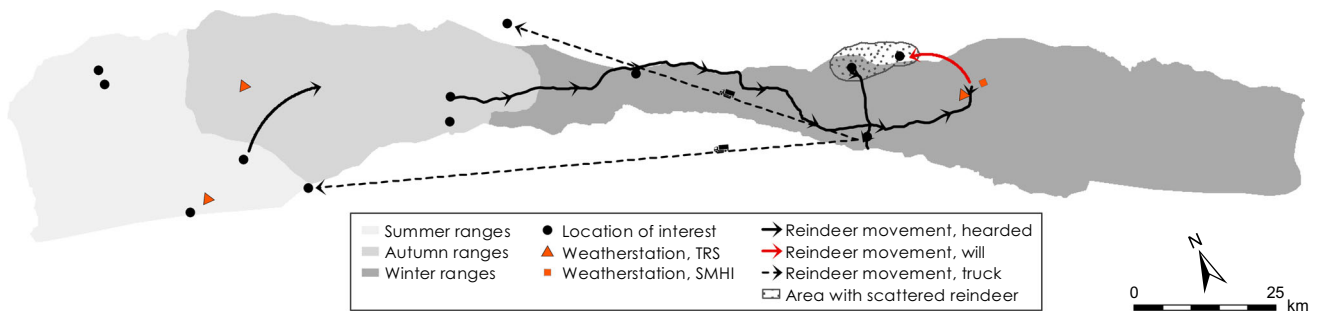 Summer ranges
Autumn ranges
Winter ranges
Location of interest
Weatherstation, TRS
Weatherstation, SMHI
Reindeer movement, hearded
Reindeer movement, will
Reindeer movement, truck
Area with scattered reindeer
N
0 25
km